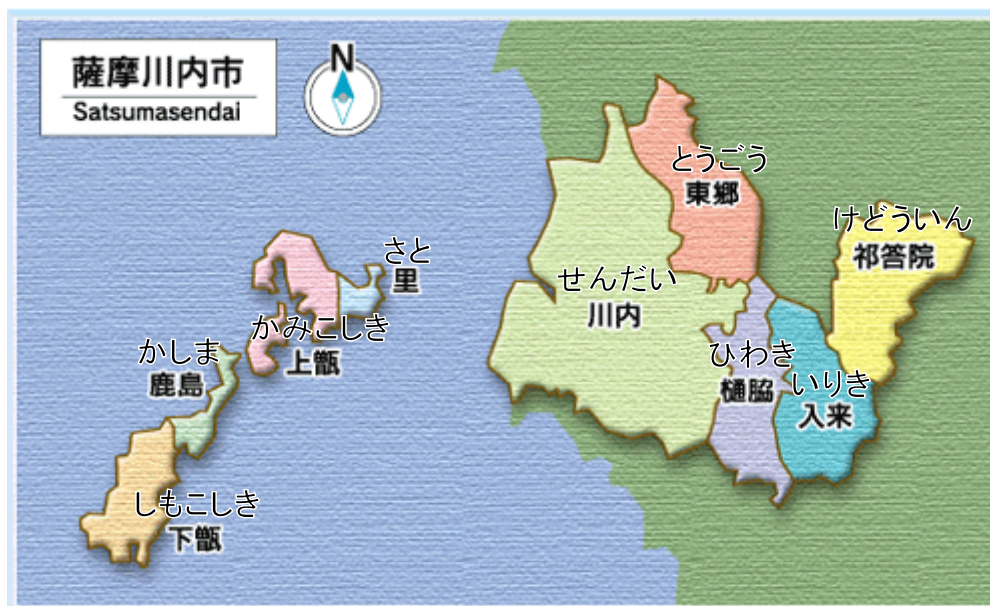 薩摩川内市
Satsumasendai
N
とうごう
東郷
けどういん
祁答院
さと
里
せんだい
川内
かみこしき
上甑
かしま
鹿島
ひわき
樋脇
いりき
入来
しもこしき
下甑